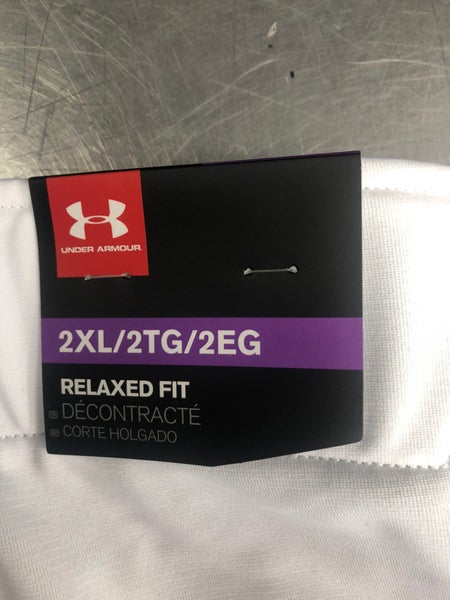 UNDER ARMOUR
2XL/2TG/2EG
RELAXED FIT
DÉCONTRACTÉ
CORTE HOLGADO